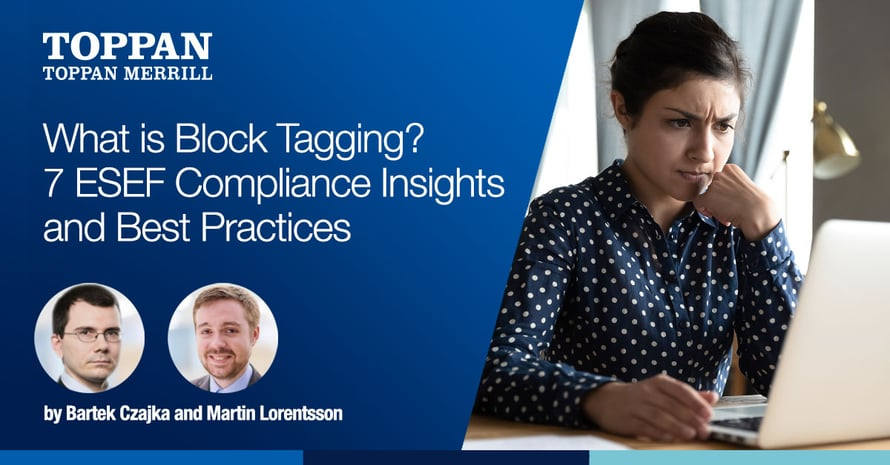 TOPPAN
TOPPAN MERRILL
What is Block Tagging?
7 ESEF Compliance Insights
and Best Practices
by Bartek Czajka and Martin Lorentsson